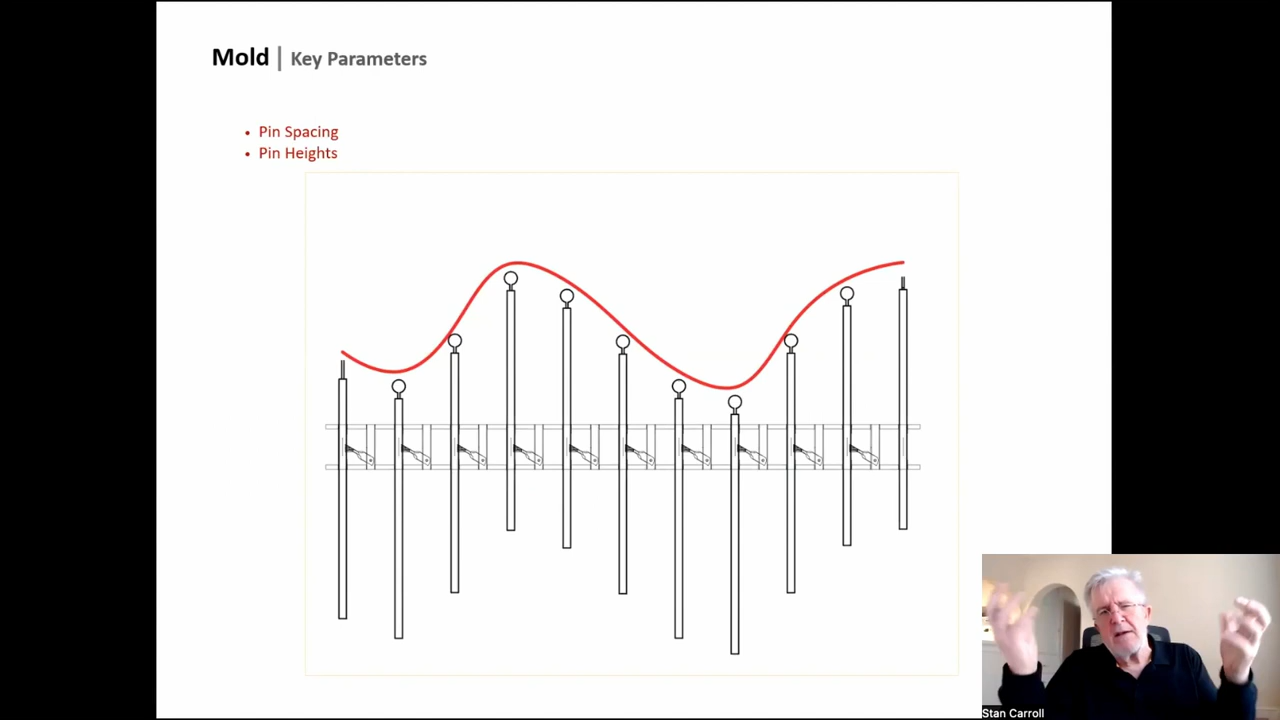 Mold | Key Parameters
• Pin Spacing
• Pin Heights
Stan Carroll